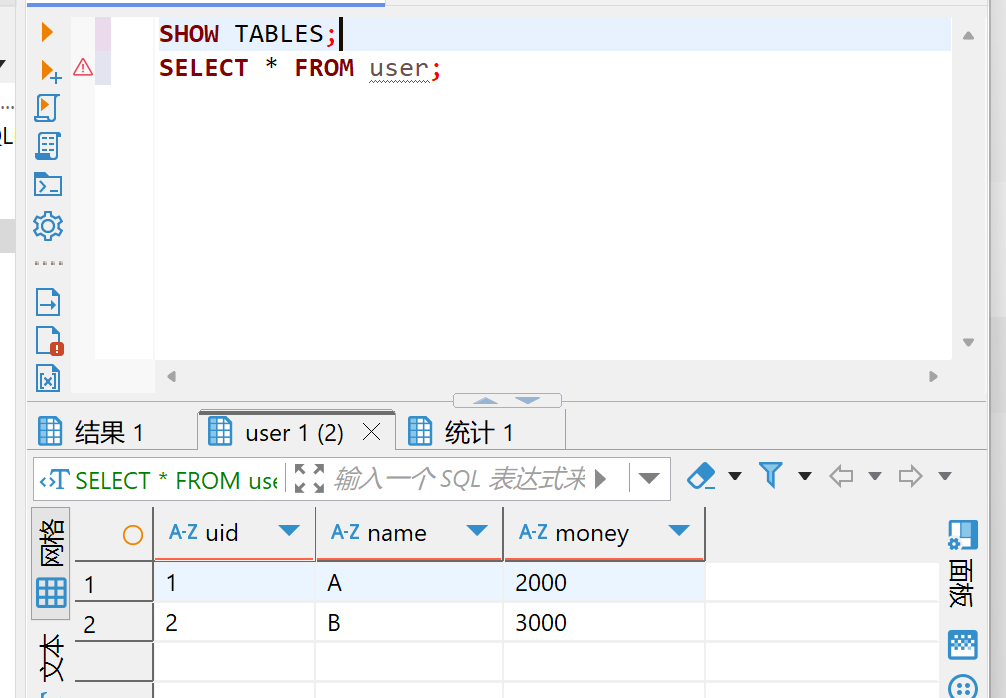 SHOW TABLES;
SELECT * FROM user;
结果 1
user 1 (2)
统计 1
SELECT * FROM use
输入一个 SQL 表达式来
网格
A-Z uid
A-Z name
A-Z money
1
1
A
2000
2
2
B
3000
文本
面板